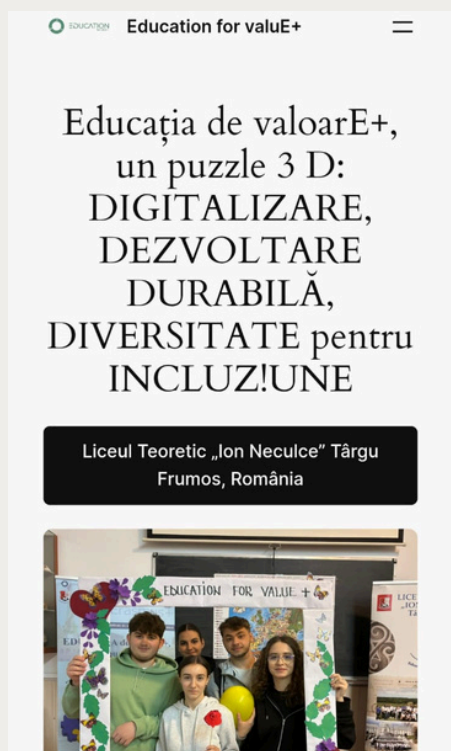 EDUCATION
Education for valuE+
Educația de valoarE+,
un puzzle 3 D:
DIGITALIZARE,
DEZVOLTARE
DURABILĂ,
DIVERSITATE pentru
INCLUZ!UNE
Liceul Teoretic „Ion Neculce” Târgu
Frumos, România
EDUCATION FOR VALUE +
LICE